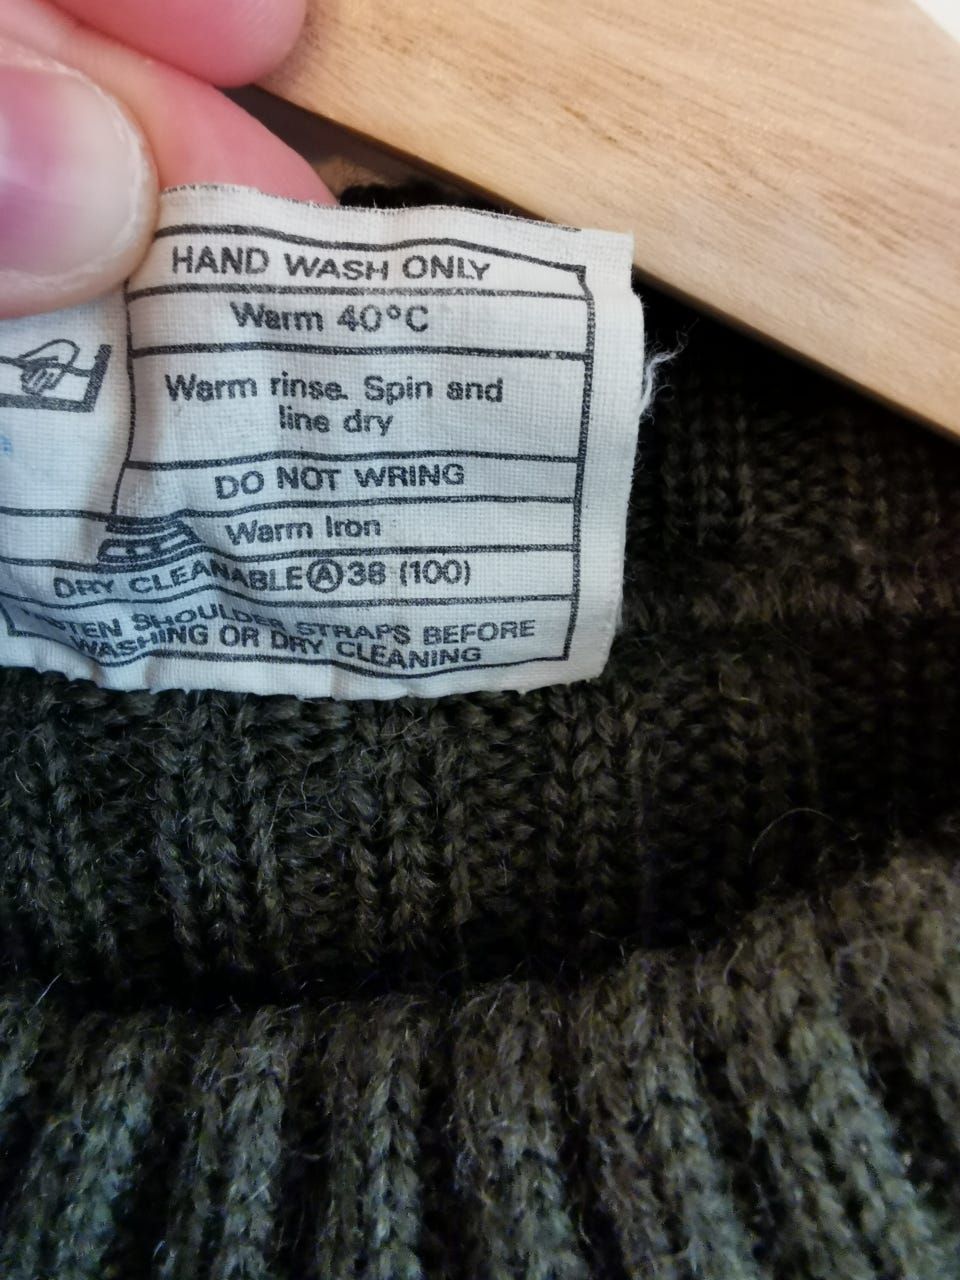 HAND WASH ONLY
Warm 40°C
Warm rinse. Spin and
line dry
DO NOT WRING
Warm Iron
DRY CLEANABLE Ⓐ 38 (100)
SHOULDER STRAPS BEFORE
WASHING OR DRY CLEANING